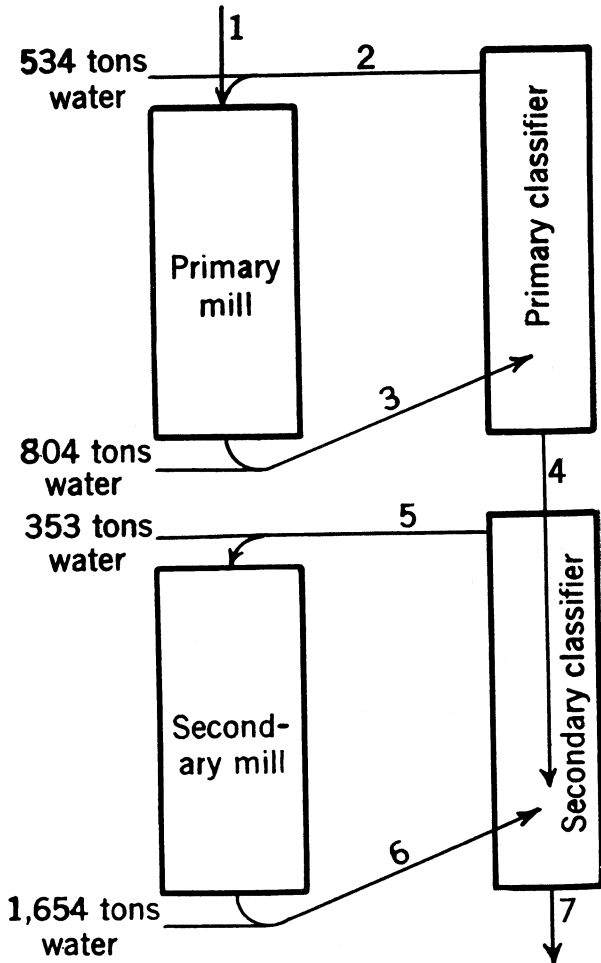 1
534 tons
water
2
Primary classifier
Primary
mill
3
804 tons
water
4
353 tons
water
5
Secondary classifier
Second-
ary mill
6
1,654 tons
water
7